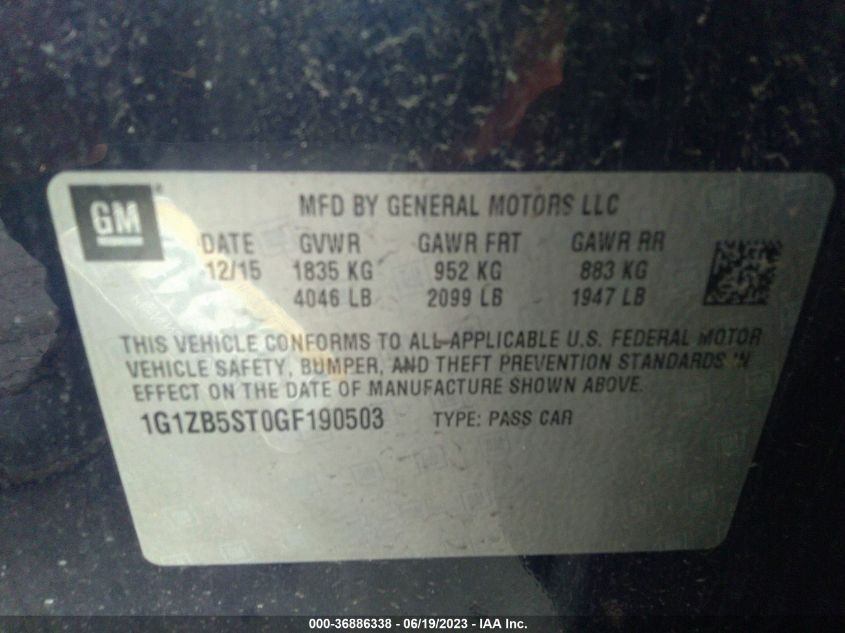 GM
MFD BY GENERAL MOTORS LLC
DATE GVWR GAWR FRT GAWR RR
12/15 1835 KG 952 KG 883 KG
4046 LB 2099 LB 1947 LB
THIS VEHICLE CONFORMS TO ALL APPLICABLE U.S. FEDERAL MOTOR
VEHICLE SAFETY, BUMPER, AND THEFT PREVENTION STANDARDS IN
EFFECT ON THE DATE OF MANUFACTURE SHOWN ABOVE.
1G1ZB5ST0GF190503 TYPE: PASS CAR
000-36886338 - 06/19/2023 - IAA Inc.